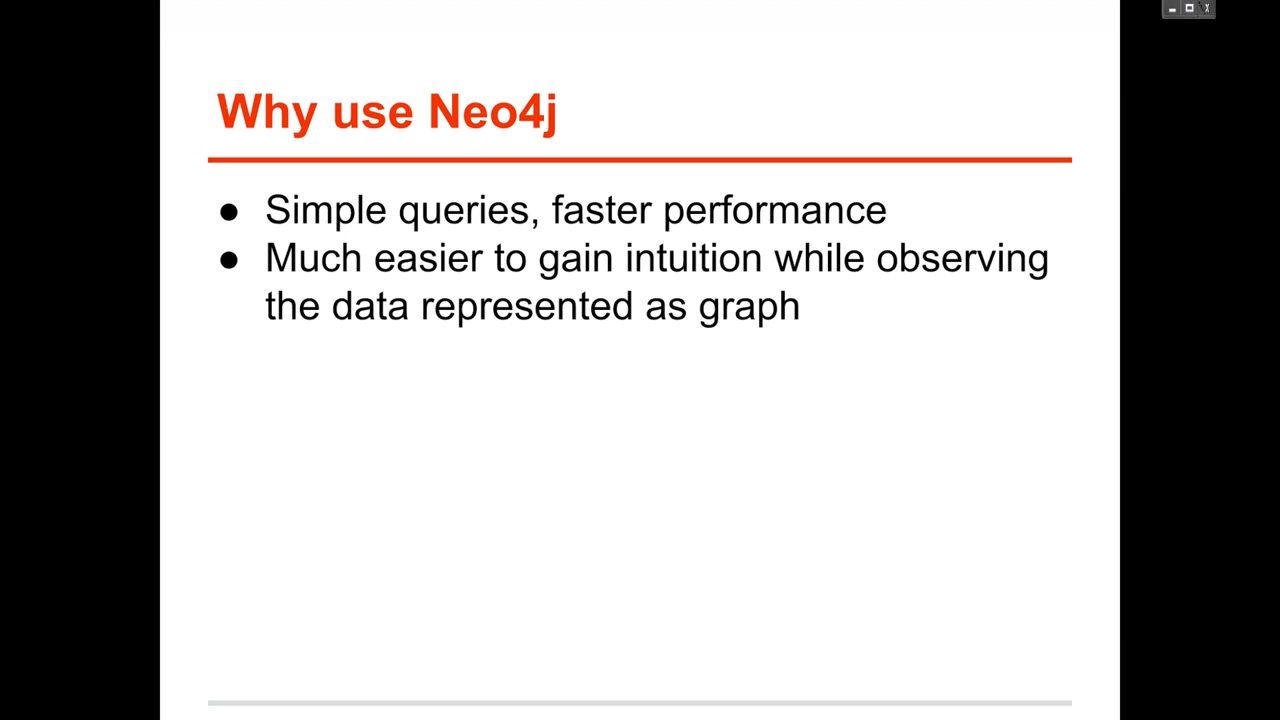 Why use Neo4j
● Simple queries, faster performance
● Much easier to gain intuition while observing
the data represented as graph